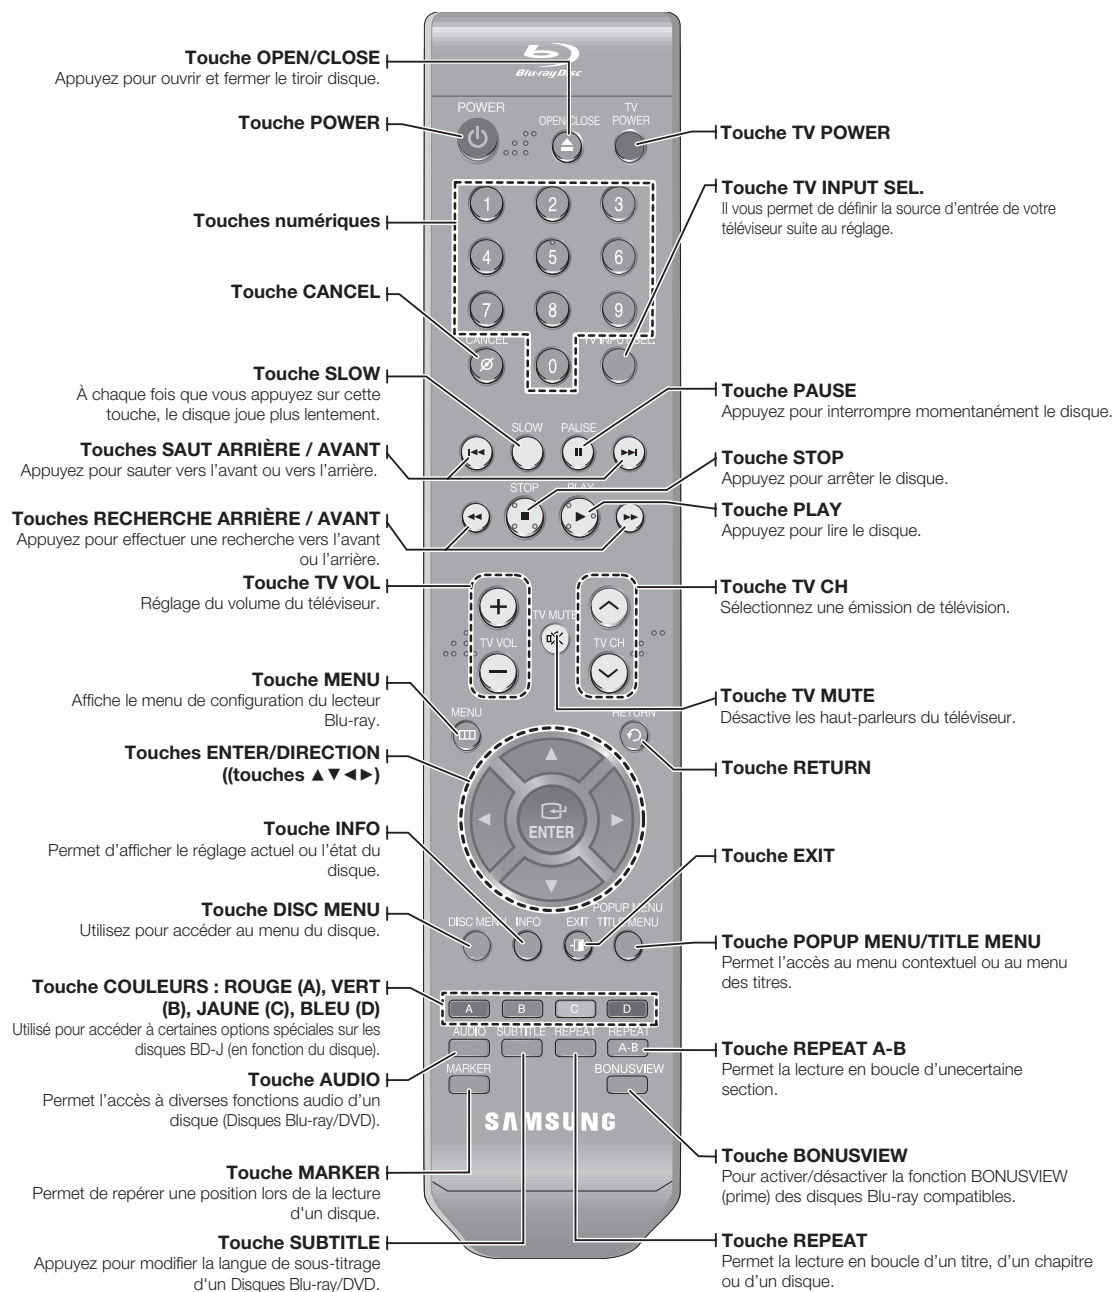 Touche OPEN/CLOSE
Appuyez pour ouvrir et fermer le tiroir disque.
Touche POWER
Touches numériques
Touche CANCEL
Touche SLOW
À chaque fois que vous appuyez sur cette
touche, le disque joue plus lentement.
Touches SAUT ARRIÈRE / AVANT
Appuyez pour sauter vers l'avant ou vers l'arrière.
Touches RECHERCHE ARRIÈRE / AVANT
Appuyez pour effectuer une recherche vers l'avant
ou l'arrière.
Touche TV VOL
Réglage du volume du téléviseur.
Touche MENU
Affiche le menu de configuration du lecteur
Blu-ray.
Touches ENTER/DIRECTION
((touches ▲▼◄►)
Touche INFO
Permet d'afficher le réglage actuel ou l'état du
disque.
Touche DISC MENU
Utilisez pour accéder au menu du disque.
Touche COULEURS : ROUGE (A), VERT
(B), JAUNE (C), BLEU (D)
Utilisé pour accéder à certaines options spéciales sur les
disques BD-J (en fonction du disque).
Touche AUDIO
Permet l'accès à diverses fonctions audio d'un
disque (Disques Blu-ray/DVD).
Touche MARKER
Permet de repérer une position lors de la lecture
d'un disque.
Touche SUBTITLE
Appuyez pour modifier la langue de sous-titrage
d'un Disques Blu-ray/DVD.
Blu-ray Disc
POWER
OPEN/CLOSE
TV
POWER
1 2 3
4 5 6
7 8 9
CANCEL
0
TV INPUT SEL.
SLOW PAUSE
STOP PLAY
TV VOL
TV MUTE
TV CH
MENU
RETURN
ENTER
DISC MENU INFO EXIT
POPUP MENU
TITLE MENU
A B C D
AUDIO SUBTITLE REPEAT REPEAT
A-B
MARKER BONUSVIEW
SAMSUNG
Touche TV POWER
Touche TV INPUT SEL.
Il vous permet de définir la source d'entrée de votre
téléviseur suite au réglage.
Touche PAUSE
Appuyez pour interrompre momentanément le disque.
Touche STOP
Appuyez pour arrêter le disque.
Touche PLAY
Appuyez pour lire le disque.
Touche TV CH
Sélectionnez une émission de télévision.
Touche TV MUTE
Désactive les haut-parleurs du téléviseur.
Touche RETURN
Touche EXIT
Touche POPUP MENU/TITLE MENU
Permet l'accès au menu contextuel ou au menu
des titres.
Touche REPEAT A-B
Permet la lecture en boucle d'unecertaine
section.
Touche BONUSVIEW
Pour activer/désactiver la fonction BONUSVIEW
(prime) des disques Blu-ray compatibles.
Touche REPEAT
Permet la lecture en boucle d'un titre, d'un chapitre
ou d'un disque.